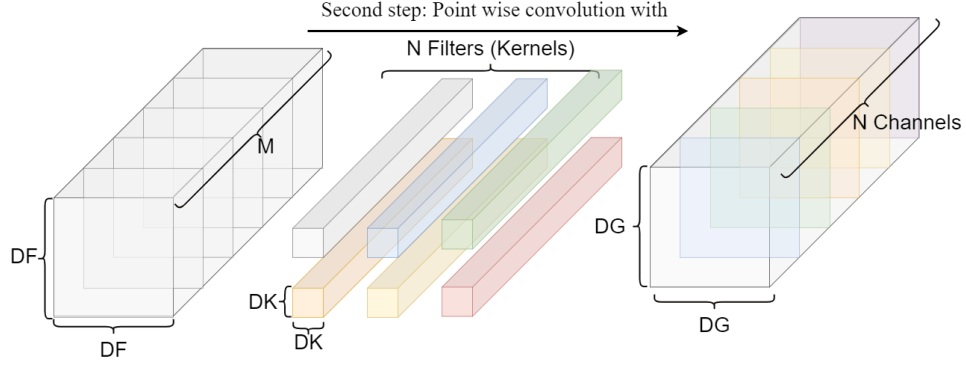 Second step: Point wise convolution with
N Filters (Kernels)
M
N Channels
DF
DG
DK
DK
DF
DG